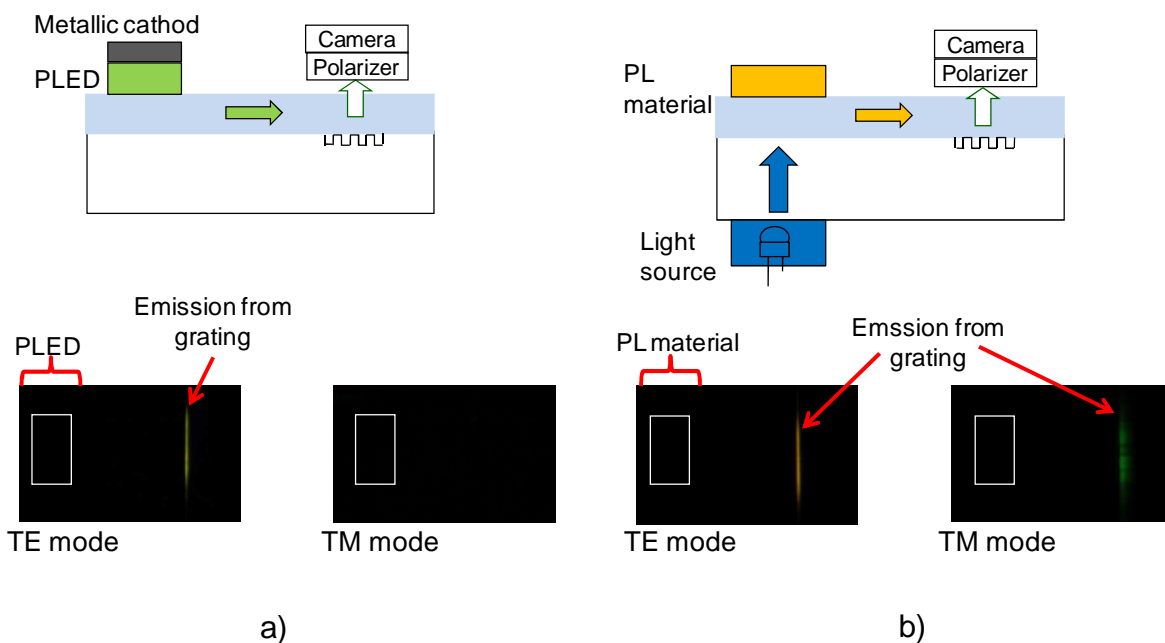 Metallic cathod
PLED
Camera
Polarizer
Emission from
grating
PLED
TE mode
TM mode
a)
PL
material
Camera
Polarizer
Light
source
Emssion from
grating
PL material
TE mode
TM mode
b)